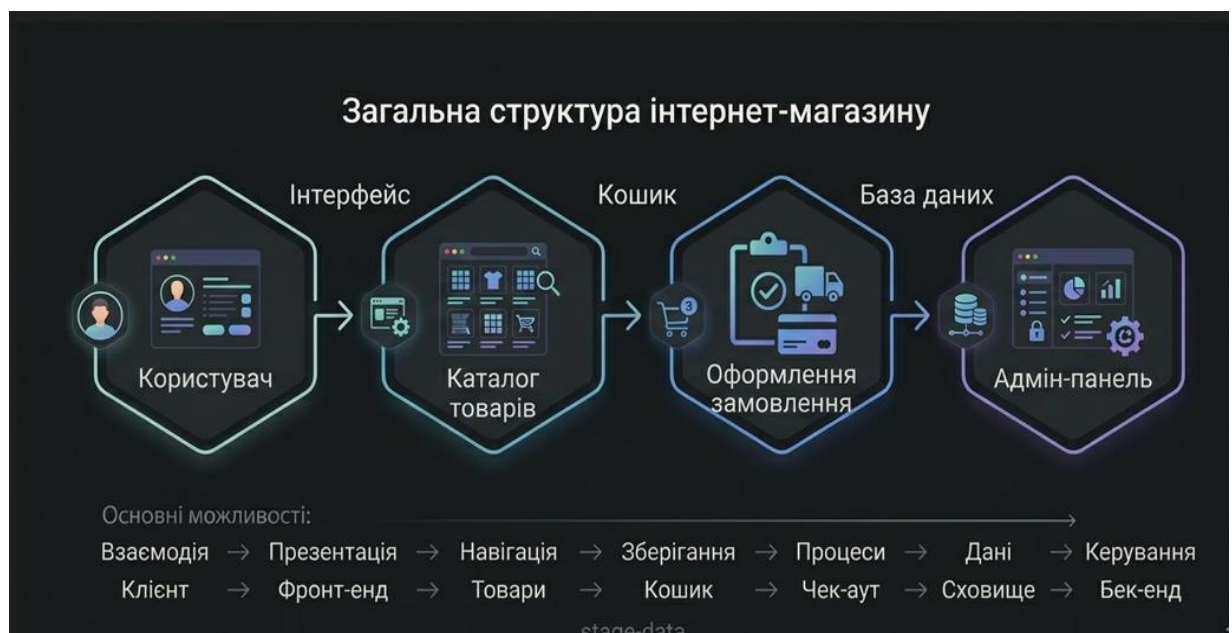 Загальна структура інтернет-магазину
Інтерфейс
Кошик
База даних
3
Користувач
Каталог
товарів
Оформлення
замовлення
Адмін-панель
Основні можливості:
Взаємодія → Презентація → Навігація → Зберігання → Процеси → Дані → Керування
Клієнт → Фронт-енд → Товари → Кошик → Чек-аут → Сховище → Бек-енд
stage-data